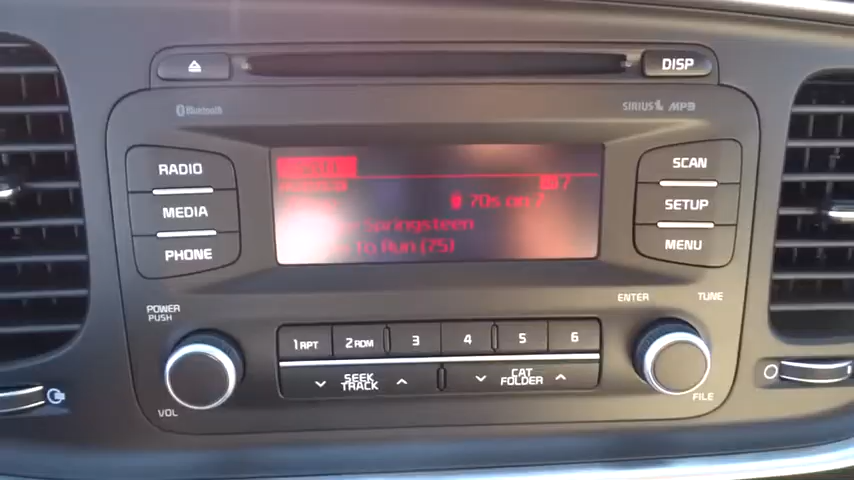 DISP
Bluetooth
SIRIUS MP3
RADIO
MEDIA
PHONE
7
70s on 7
Springsteen
To Run (75)
SCAN
SETUP
MENU
POWER
PUSH
VOL
1 RPT
2 RDM
3
4
5
6
SEEK
TRACK
CAT
FOLDER
ENTER
TUNE
FILE